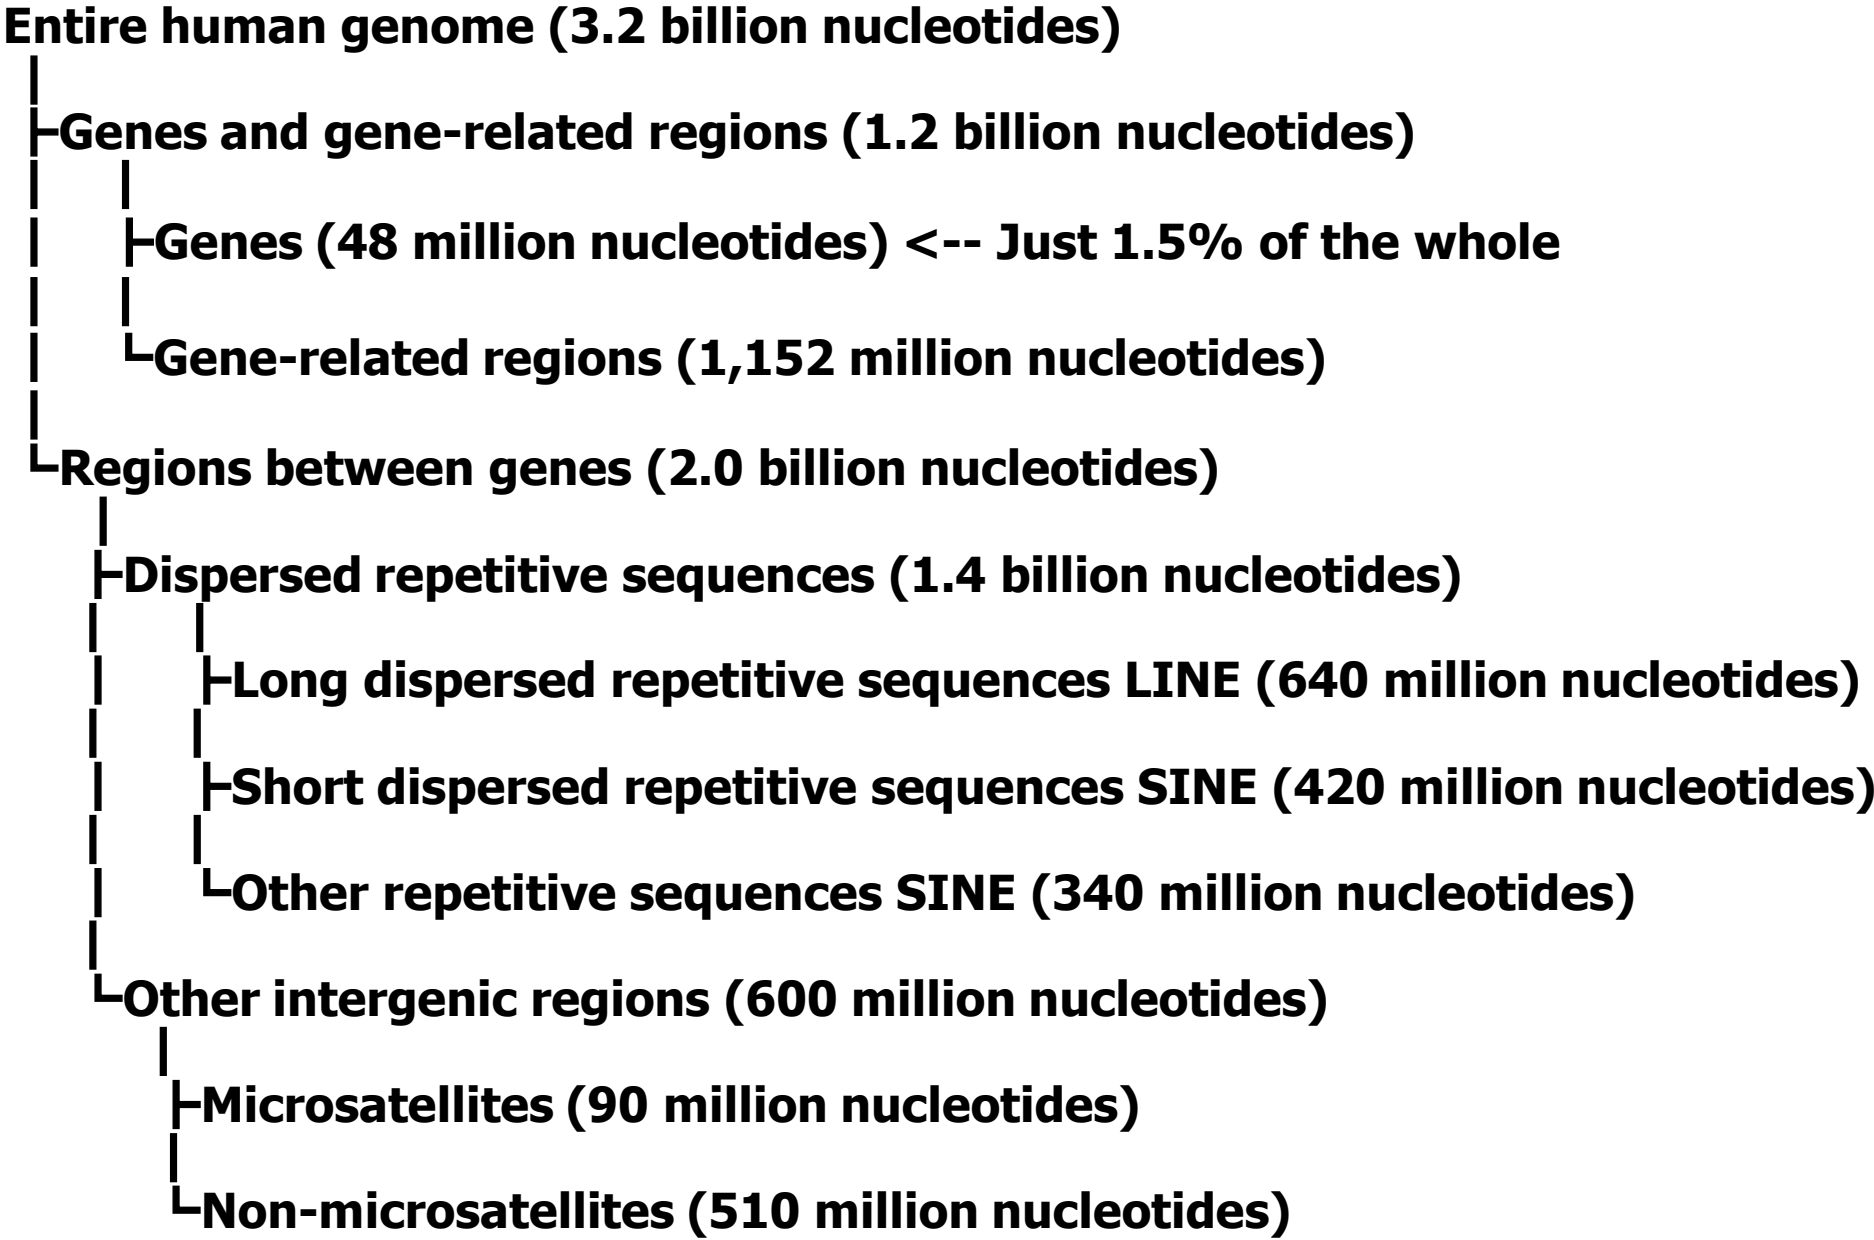 Entire human genome (3.2 billion nucleotides)
Genes and gene-related regions (1.2 billion nucleotides)
Genes (48 million nucleotides) <-- Just 1.5% of the whole
Gene-related regions (1,152 million nucleotides)
Regions between genes (2.0 billion nucleotides)
Dispersed repetitive sequences (1.4 billion nucleotides)
Long dispersed repetitive sequences LINE (640 million nucleotides)
Short dispersed repetitive sequences SINE (420 million nucleotides)
Other repetitive sequences SINE (340 million nucleotides)
Other intergenic regions (600 million nucleotides)
Microsatellites (90 million nucleotides)
Non-microsatellites (510 million nucleotides)